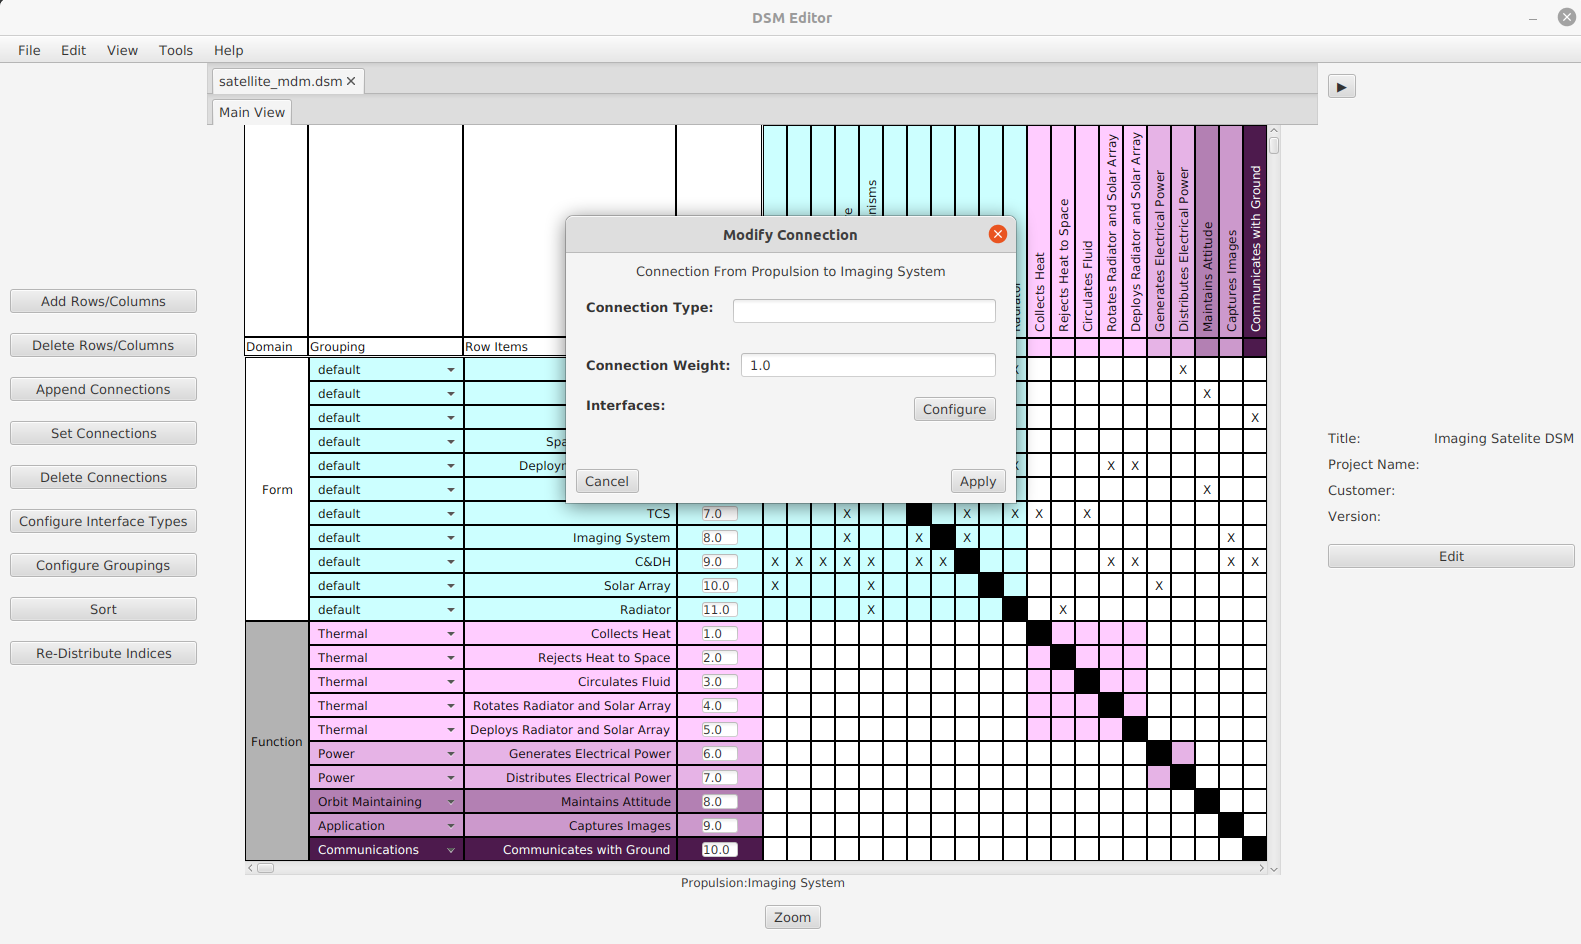 DSM Editor
File Edit View Tools Help
satellite_mdm.dsm
Main View
Add Rows/Columns
Delete Rows/Columns
Append Connections
Set Connections
Delete Connections
Configure Interface Types
Configure Groupings
Sort
Re-Distribute Indices
Collects Heat
Rejects Heat to Space
Circulates Fluid
Rotates Radiator and Solar Array
Deploys Radiator and Solar Array
Generates Electrical Power
Distributes Electrical Power
Maintains Attitude
Captures Images
Communicates with Ground
Modify Connection
Connection From Propulsion to Imaging System
Connection Type:
Connection Weight: 1.0
Interfaces: Configure
Cancel Apply
Domain Grouping Row Items
default X
default X
default X
default Spa
default Deployn X X
Form default X
default TCS 7.0 X X X X X
default Imaging System 8.0 X X X X
default C&DH 9.0 X X X X X X X X X X X
default Solar Array 10.0 X X X
default Radiator 11.0 X X
Thermal Collects Heat 1.0
Thermal Rejects Heat to Space 2.0
Thermal Circulates Fluid 3.0
Thermal Rotates Radiator and Solar Array 4.0
Thermal Deploys Radiator and Solar Array 5.0
Function
Power Generates Electrical Power 6.0
Power Distributes Electrical Power 7.0
Orbit Maintaining Maintains Attitude 8.0
Application Captures Images 9.0
Communications Communicates with Ground 10.0
Propulsion:Imaging System
Zoom
Title: Imaging Satelite DSM
Project Name:
Customer:
Version:
Edit